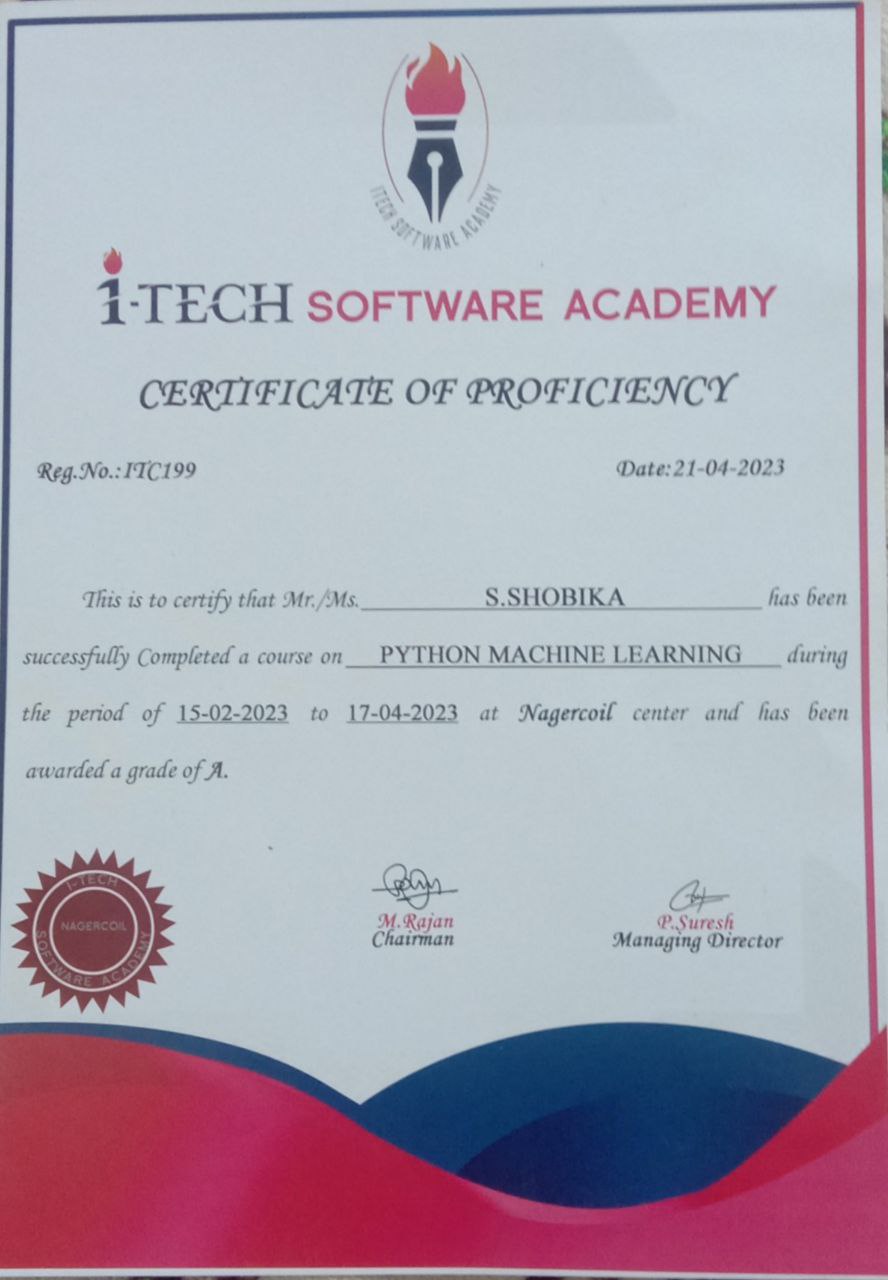 ITECH SOFTWARE ACADEMY
i-TECH SOFTWARE ACADEMY
CERTIFICATE OF PROFICIENCY
Reg.No.:ITC199 Date:21-04-2023
This is to certify that Mr./Ms. S.SHOBIKA has been
successfully Completed a course on PYTHON MACHINE LEARNING during
the period of 15-02-2023 to 17-04-2023 at Nagercoil center and has been
awarded a grade of A.
I-TECH
NAGERCOIL
SOFTWARE ACADEMY
M.Rajan
Chairman
P.Suresh
Managing Director